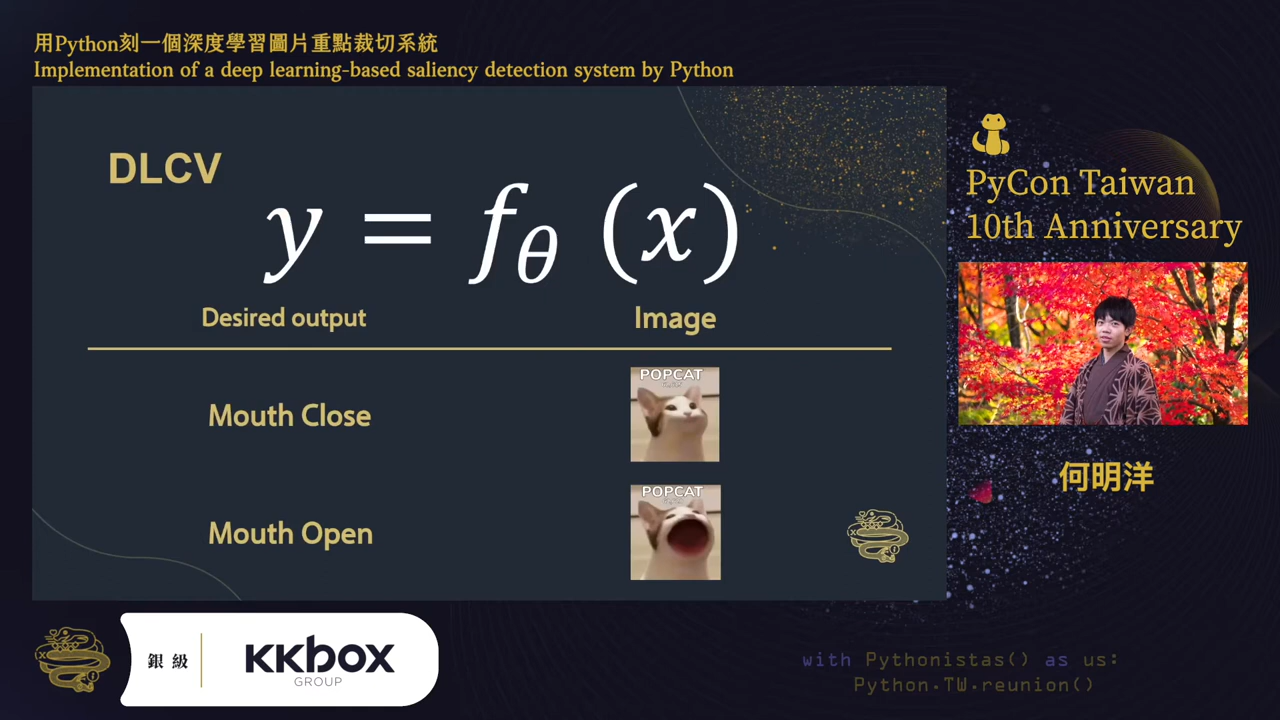 用Python刻一個深度學習圖片重點裁切系統
Implementation of a deep learning-based saliency detection system by Python
DLCV
y = fθ (x)
Desired output
Image
Mouth Close
POPCAT
Mouth Open
POPCAT
PyCon Taiwan
10th Anniversary
何明洋
銀級
KKBOX
GROUP
with Pythonistas() as us:
Python.TW.reunion()